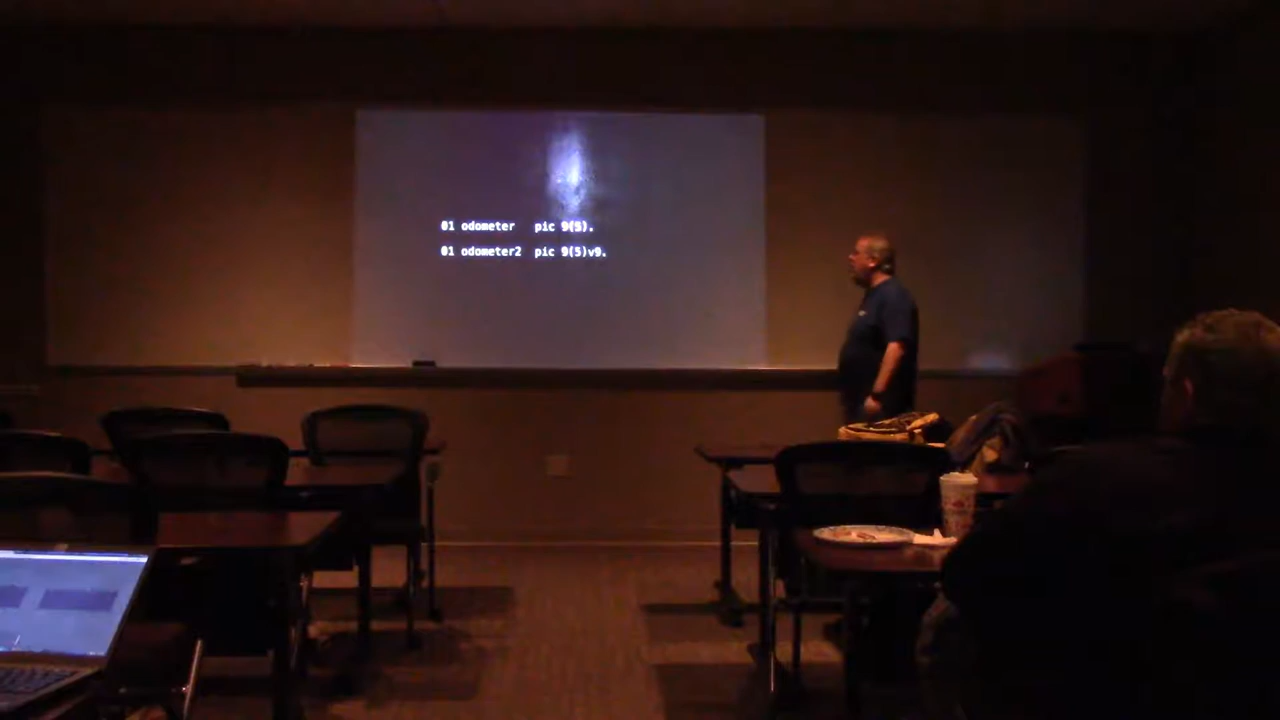 01 odometer   pic 9(5).
01 odometer2  pic 9(5)v9.